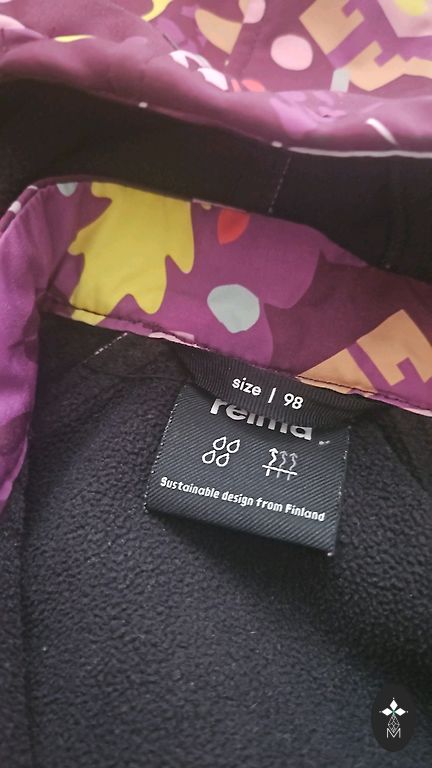 size | 98
reima
Sustainable design from Finland
M